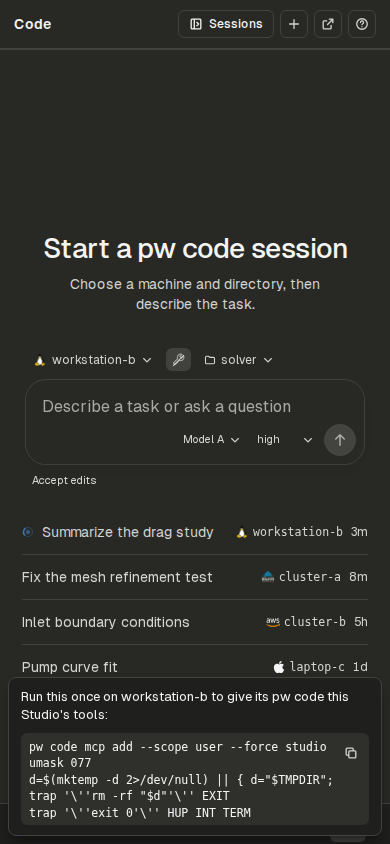 Code
Sessions
Start a pw code session
Choose a machine and directory, then
describe the task.
workstation-b
solver
Describe a task or ask a question
Model A
high
Accept edits
Summarize the drag study workstation-b 3m
Fix the mesh refinement test cluster-a 8m
Inlet boundary conditions aws cluster-b 5h
Pump curve fit laptop-c 1d
Run this once on workstation-b to give its pw code this
Studio's tools:
pw code mcp add --scope user --force studio
umask 077
d=$(mktemp -d 2>/dev/null) || { d="$TMPDIR";
trap '\''rm -rf "$d"'\'' EXIT
trap '\''exit 0'\'' HUP INT TERM